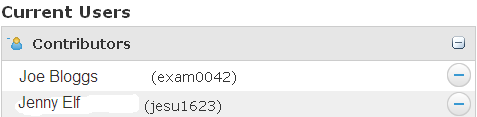 Current Users
Contributors
Joe Bloggs (exam0042)
Jenny Elf (jesu1623)